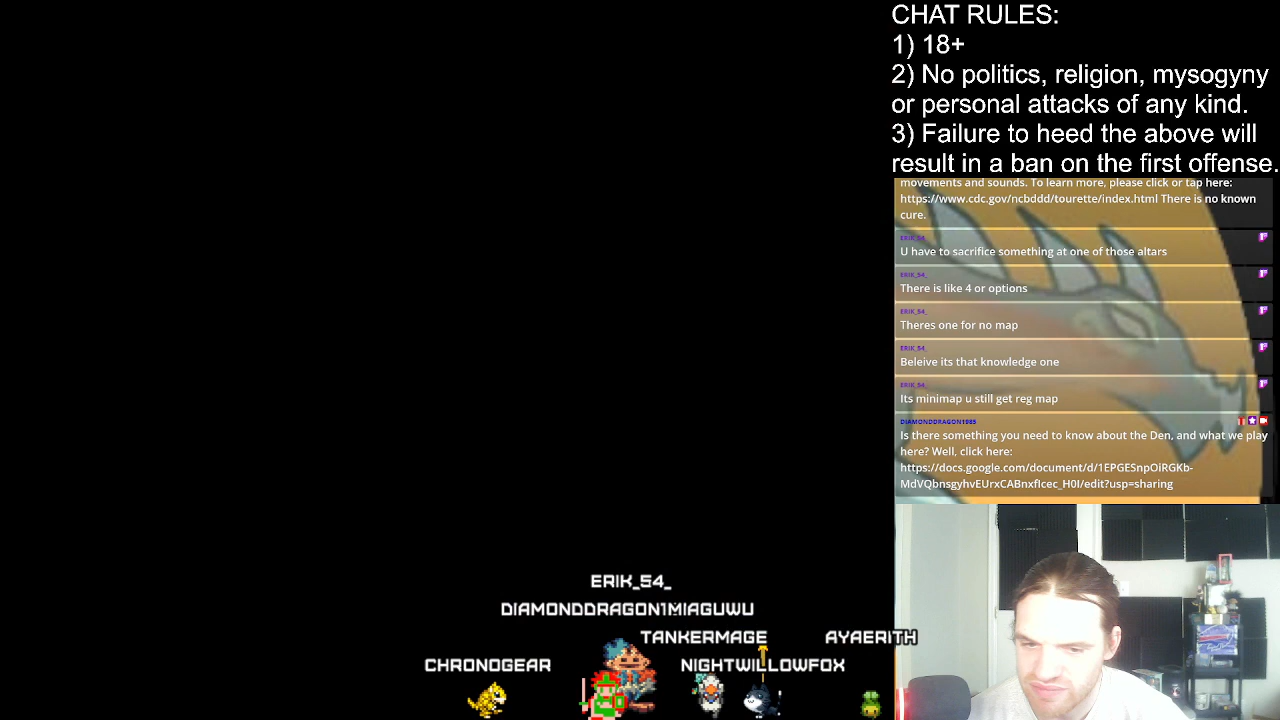 CHAT RULES:
1) 18+
2) No politics, religion, mysogyny
or personal attacks of any kind.
3) Failure to heed the above will
result in a ban on the first offense.
movements and sounds. To learn more, please click or tap here:
https://www.cdc.gov/ncbddd/tourette/index.html There is no known
cure.
ERIK_54_
U have to sacrifice something at one of those altars
ERIK_54_
There is like 4 or options
ERIK_54_
Theres one for no map
ERIK_54_
Beleive its that knowledge one
ERIK_54_
Its minimap u still get reg map
DIAMONDDRAGON1985
Is there something you need to know about the Den, and what we play
here? Well, click here:
https://docs.google.com/document/d/1EPGESnpOiRGKb-
MdVQbnsgyhvEUrxCABnxfIcec_H0I/edit?usp=sharing
ERIK_54_
DIAMONDDRAGON1MIAGUWU
TANKERMAGE AYAERITH
CHRONOGEAR NIGHTWILLOWFOX